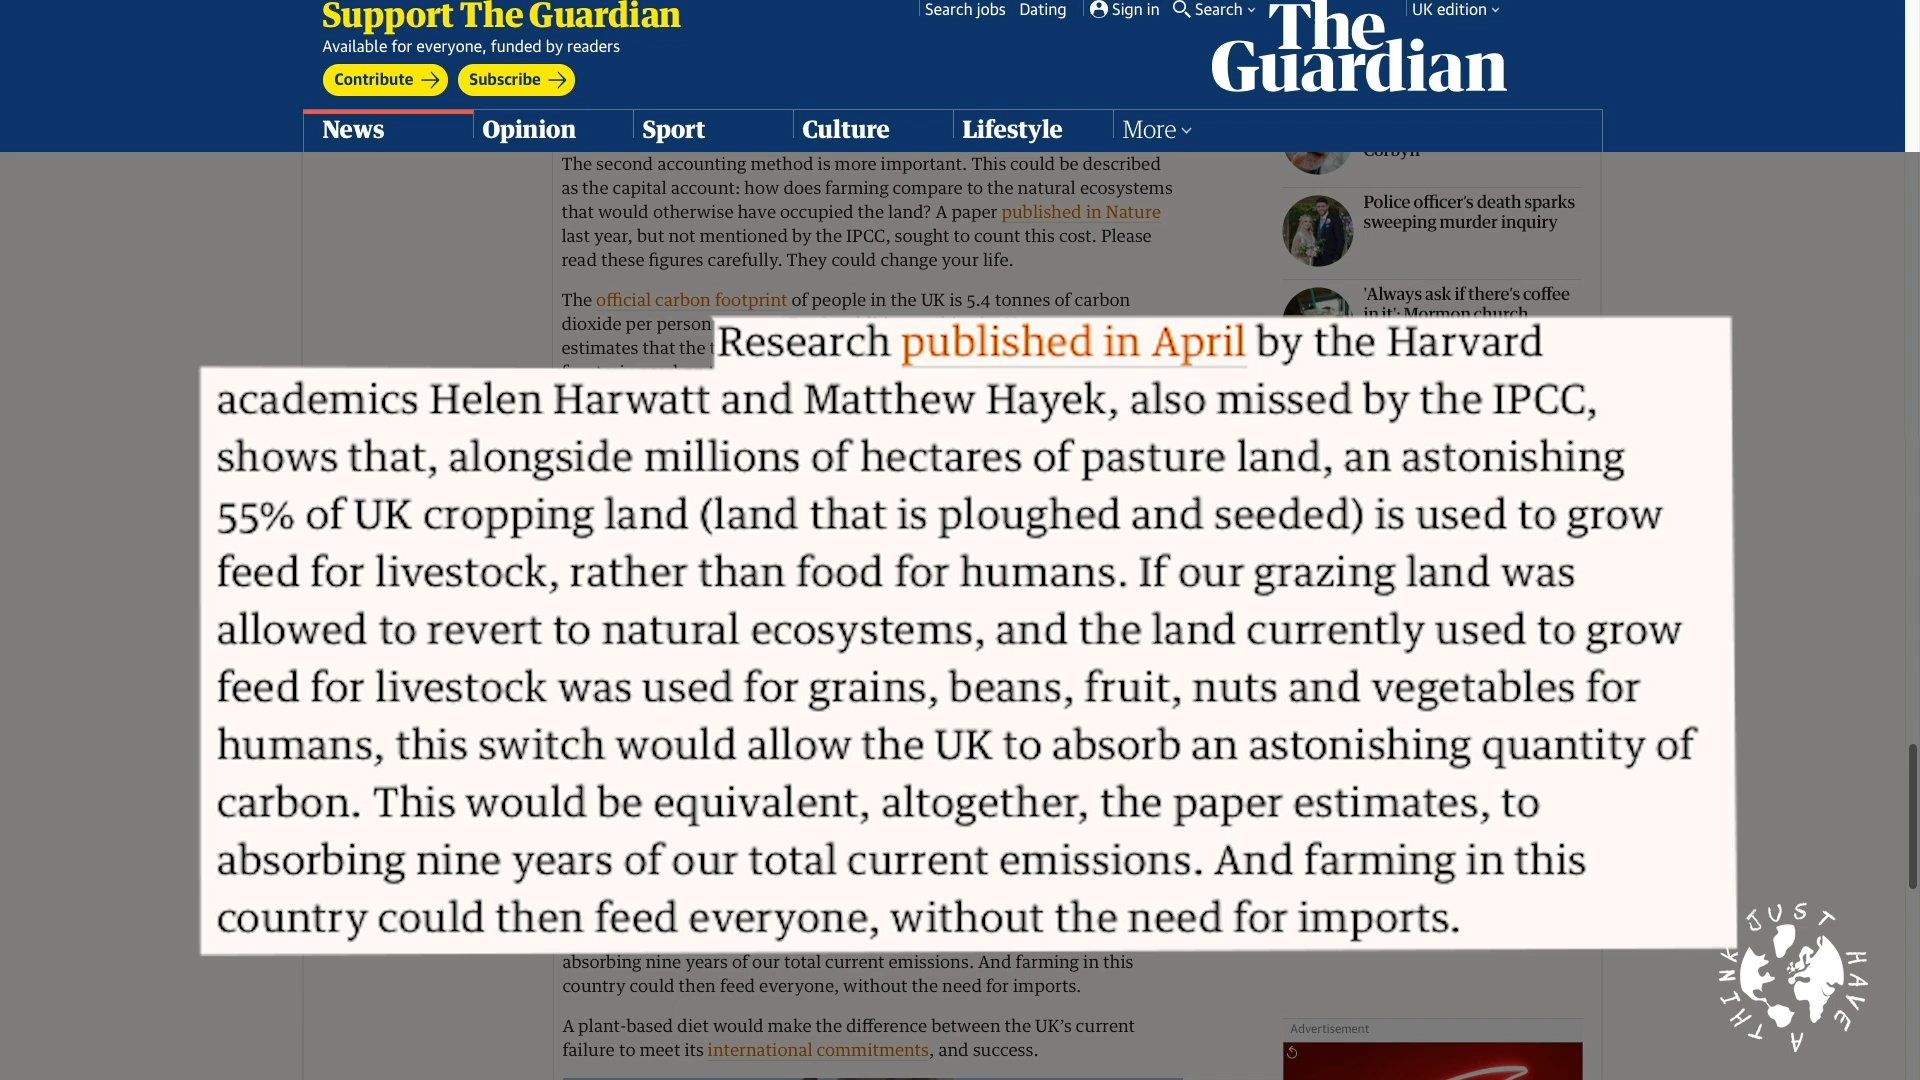 Support The Guardian
Available for everyone, funded by readers
Contribute
Subscribe
Search jobs
Dating
Sign in
Search
UK edition
The
Guardian
News
Opinion
Sport
Culture
Lifestyle
More
The second accounting method is more important. This could be described
as the capital account: how does farming compare to the natural ecosystems
that would otherwise have occupied the land? A paper published in Nature
last year, but not mentioned by the IPCC, sought to count this cost. Please
read these figures carefully. They could change your life.
The official carbon footprint of people in the UK is 5.4 tonnes of carbon
dioxide per person
estimates that the
Research published in April by the Harvard
academics Helen Harwatt and Matthew Hayek, also missed by the IPCC,
shows that, alongside millions of hectares of pasture land, an astonishing
55% of UK cropping land (land that is ploughed and seeded) is used to grow
feed for livestock, rather than food for humans. If our grazing land was
allowed to revert to natural ecosystems, and the land currently used to grow
feed for livestock was used for grains, beans, fruit, nuts and vegetables for
humans, this switch would allow the UK to absorb an astonishing quantity of
carbon. This would be equivalent, altogether, the paper estimates, to
absorbing nine years of our total current emissions. And farming in this
country could then feed everyone, without the need for imports.
absorbing nine years of our total current emissions. And farming in this
country could then feed everyone, without the need for imports.
A plant-based diet would make the difference between the UK's current
failure to meet its international commitments, and success.
Corbyn
Police officer's death sparks
sweeping murder inquiry
'Always ask if there's coffee
in it': Mormon church
Advertisement
JUST HAVE A THINK